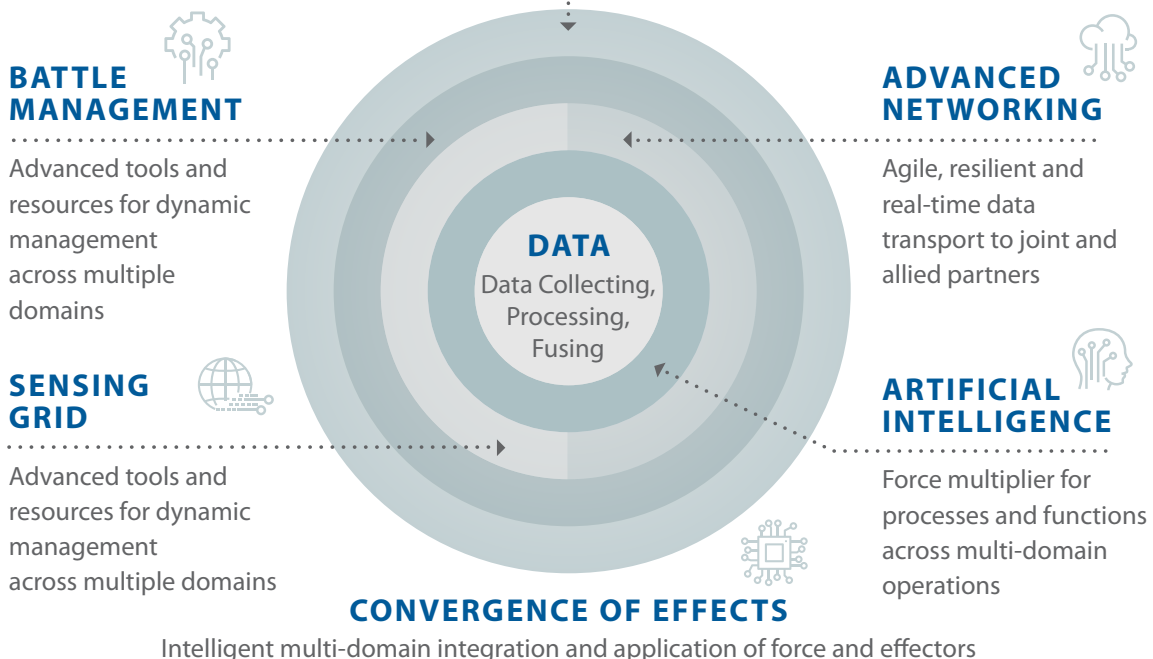 BATTLE
MANAGEMENT
Advanced tools and
resources for dynamic
management
across multiple
domains
ADVANCED
NETWORKING
Agile, resilient and
real-time data
transport to joint and
allied partners
DATA
Data Collecting,
Processing,
Fusing
SENSING
GRID
Advanced tools and
resources for dynamic
management
across multiple domains
ARTIFICIAL
INTELLIGENCE
Force multiplier for
processes and functions
across multi-domain
operations
CONVERGENCE OF EFFECTS
Intelligent multi-domain integration and application of force and effectors